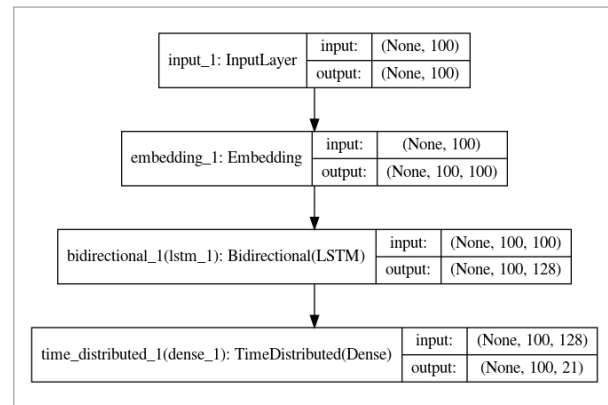 input_1: InputLayer
input: (None, 100)
output: (None, 100)
embedding_1: Embedding
input: (None, 100)
output: (None, 100, 100)
bidirectional_1(lstm_1): Bidirectional(LSTM)
input: (None, 100, 100)
output: (None, 100, 128)
time_distributed_1(dense_1): TimeDistributed(Dense)
input: (None, 100, 128)
output: (None, 100, 21)